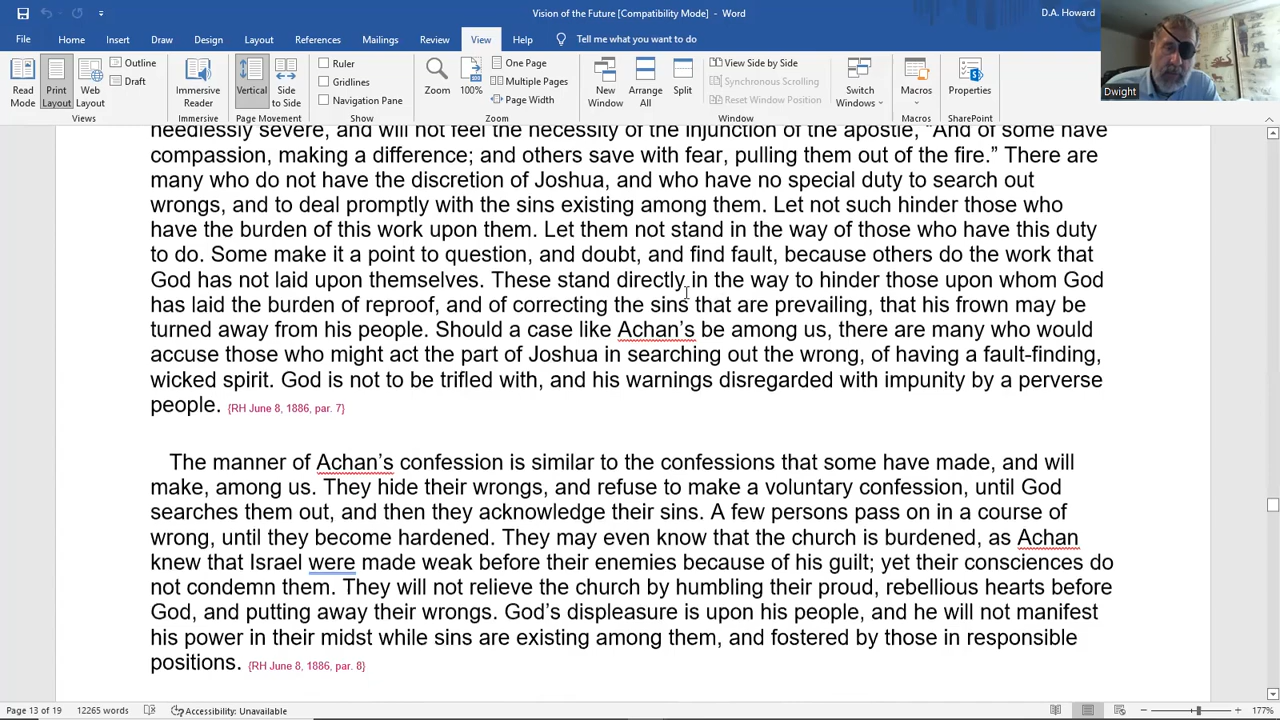 Vision of the Future [Compatibility Mode] - Word
D.A. Howard
File Home Insert Draw Design Layout References Mailings Review View Help Tell me what you want to do
Read Mode
Print Layout
Web Layout
Outline
Draft
Views
Immersive Reader
Immersive
Vertical
Side to Side
Page Movement
Ruler
Gridlines
Navigation Pane
Show
Zoom
100%
One Page
Multiple Pages
Page Width
Zoom
New Window
Arrange All
Split
View Side by Side
Synchronous Scrolling
Reset Window Position
Window
Switch Windows
Macros
Macros
Properties
SharePoint
Dwight
needlessly severe, and will not feel the necessity of the injunction of the apostle, “And of some have
compassion, making a difference; and others save with fear, pulling them out of the fire.” There are
many who do not have the discretion of Joshua, and who have no special duty to search out
wrongs, and to deal promptly with the sins existing among them. Let not such hinder those who
have the burden of this work upon them. Let them not stand in the way of those who have this duty
to do. Some make it a point to question, and doubt, and find fault, because others do the work that
God has not laid upon themselves. These stand directly in the way to hinder those upon whom God
has laid the burden of reproof, and of correcting the sins that are prevailing, that his frown may be
turned away from his people. Should a case like Achan’s be among us, there are many who would
accuse those who might act the part of Joshua in searching out the wrong, of having a fault-finding,
wicked spirit. God is not to be trifled with, and his warnings disregarded with impunity by a perverse
people. {RH June 8, 1886, par. 7}
The manner of Achan’s confession is similar to the confessions that some have made, and will
make, among us. They hide their wrongs, and refuse to make a voluntary confession, until God
searches them out, and then they acknowledge their sins. A few persons pass on in a course of
wrong, until they become hardened. They may even know that the church is burdened, as Achan
knew that Israel were made weak before their enemies because of his guilt; yet their consciences do
not condemn them. They will not relieve the church by humbling their proud, rebellious hearts before
God, and putting away their wrongs. God’s displeasure is upon his people, and he will not manifest
his power in their midst while sins are existing among them, and fostered by those in responsible
positions. {RH June 8, 1886, par. 8}
Page 13 of 19 12265 words Accessibility: Unavailable 177%